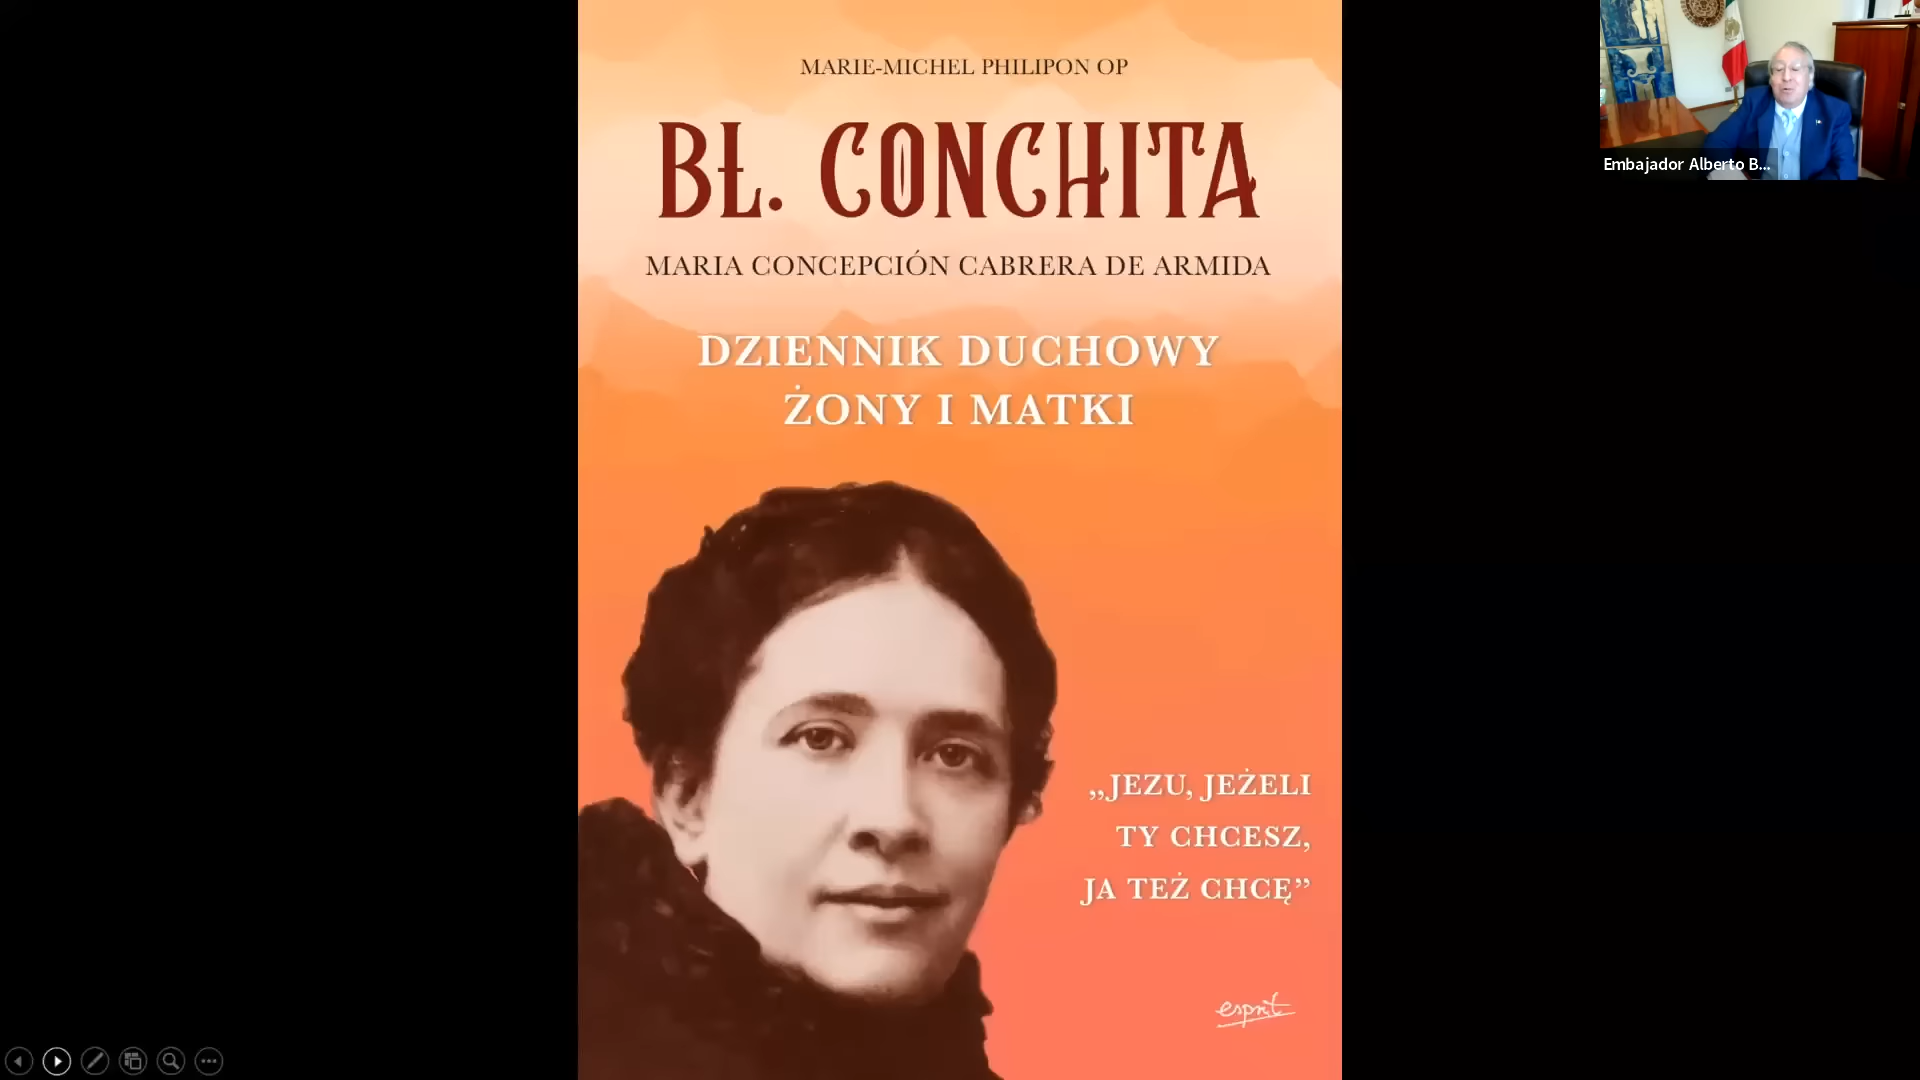 MARIE-MICHEL PHILIPON OP
BŁ. CONCHITA
MARIA CONCEPCIÓN CABRERA DE ARMIDA
DZIENNIK DUCHOWY
ŻONY I MATKI
„JEZU, JEŻELI
TY CHCESZ,
JA TEŻ CHCĘ”
esprit
Embajador Alberto B...